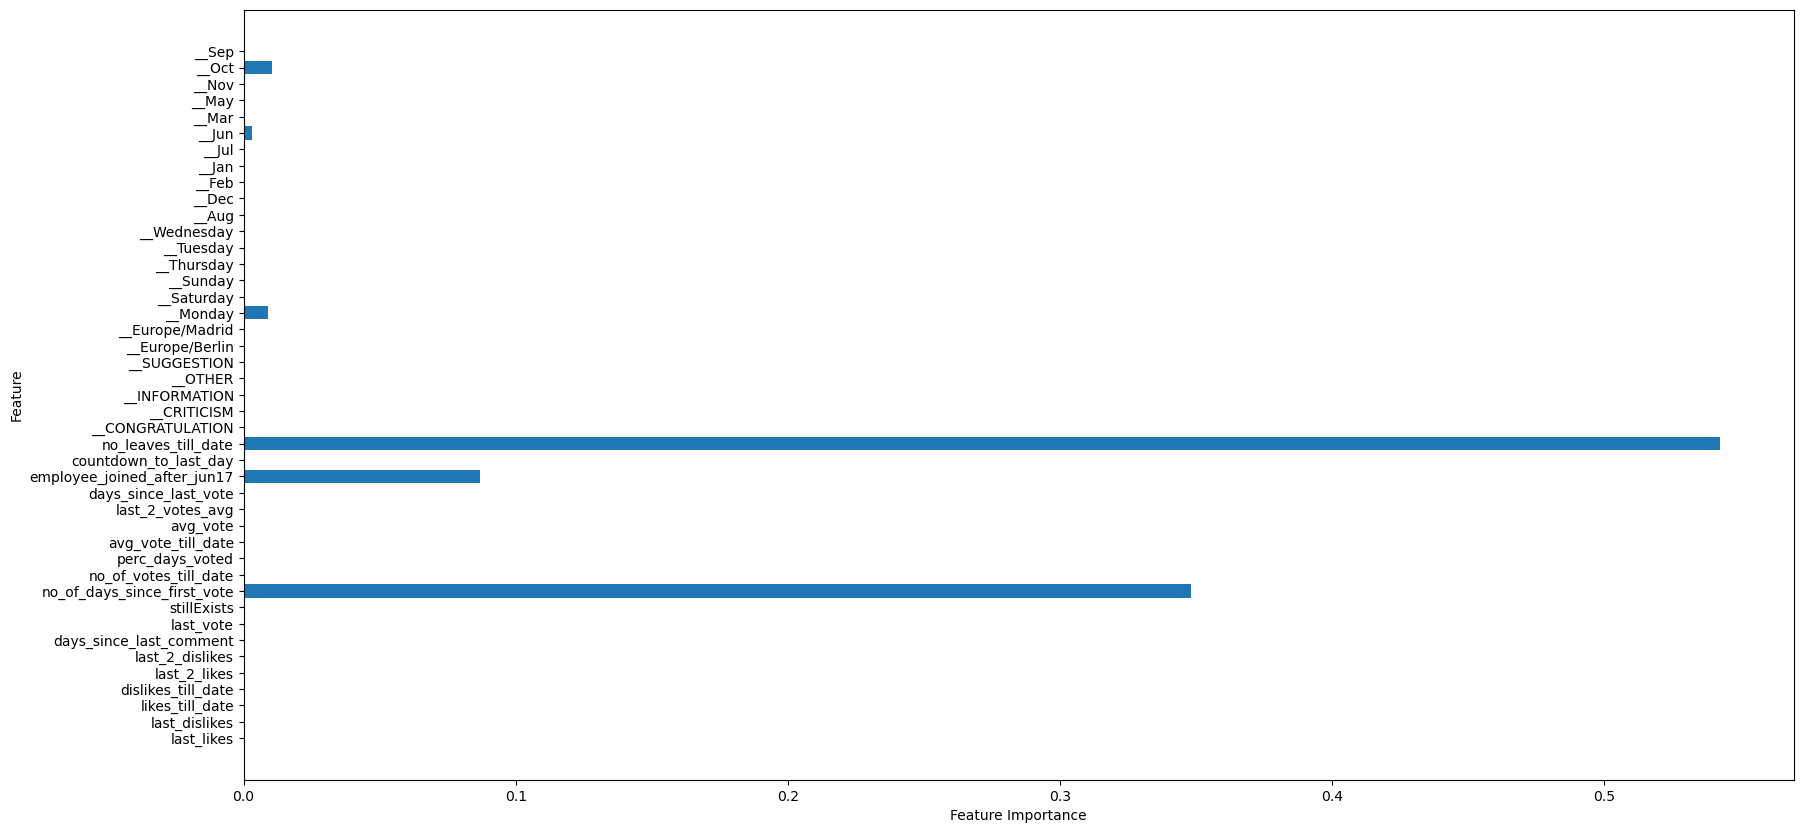 __Sep
__Oct
__Nov
__May
__Mar
__Jun
__Jul
__Jan
__Feb
__Dec
__Aug
__Wednesday
__Tuesday
__Thursday
__Sunday
__Saturday
__Monday
__Europe/Madrid
__Europe/Berlin
__SUGGESTION
__OTHER
__INFORMATION
__CRITICISM
__CONGRATULATION
no_leaves_till_date
countdown_to_last_day
employee_joined_after_jun17
days_since_last_vote
last_2_votes_avg
avg_vote
avg_vote_till_date
perc_days_voted
no_of_votes_till_date
no_of_days_since_first_vote
stillExists
last_vote
days_since_last_comment
last_2_dislikes
last_2_likes
dislikes_till_date
likes_till_date
last_dislikes
last_likes
Feature
0.0 0.1 0.2 0.3 0.4 0.5
Feature Importance